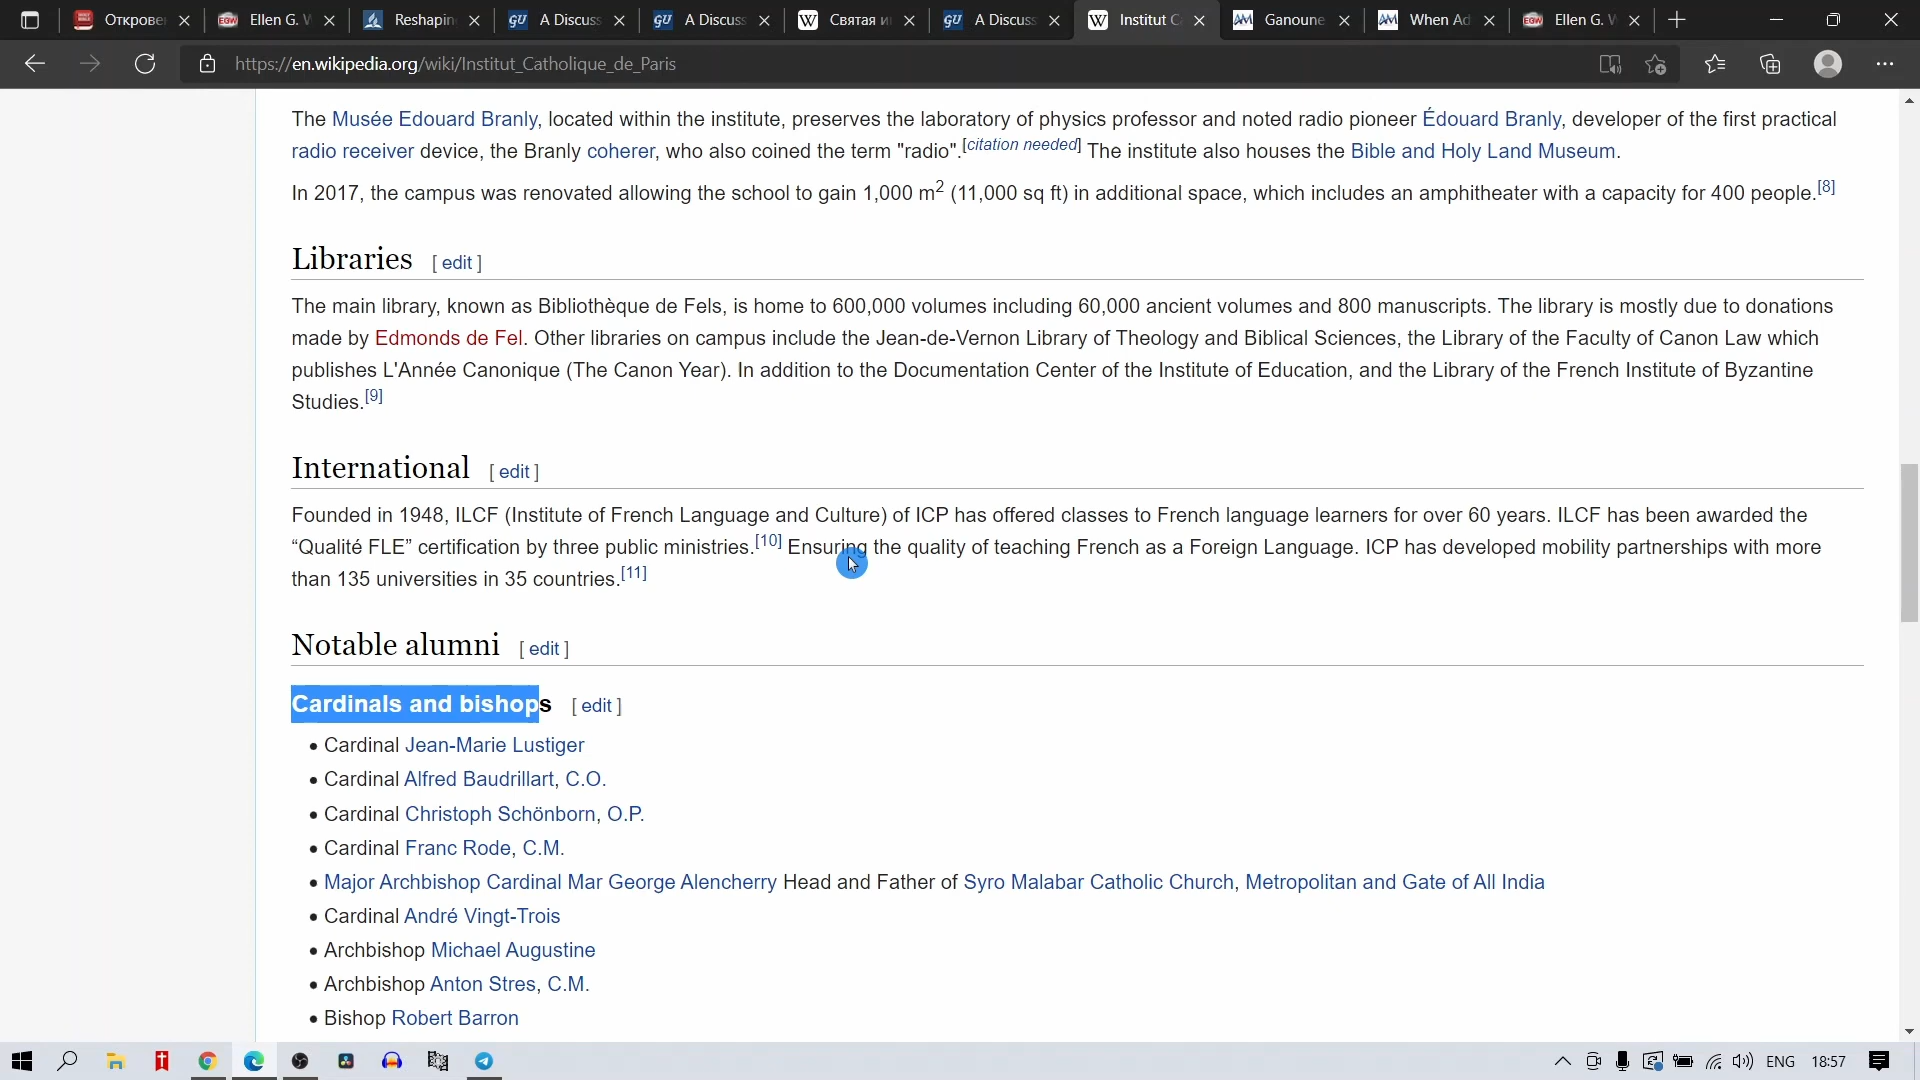 Открове
Ellen G. W
Reshapin
A Discuss
A Discuss
Святая и
A Discuss
Institut C
Ganoune
When Ad
Ellen G. W
https://en.wikipedia.org/wiki/Institut_Catholique_de_Paris
The Musée Edouard Branly, located within the institute, preserves the laboratory of physics professor and noted radio pioneer Édouard Branly, developer of the first practical
radio receiver device, the Branly coherer, who also coined the term "radio".[citation needed] The institute also houses the Bible and Holy Land Museum.
In 2017, the campus was renovated allowing the school to gain 1,000 m2 (11,000 sq ft) in additional space, which includes an amphitheater with a capacity for 400 people.[8]
Libraries [ edit ]
The main library, known as Bibliothèque de Fels, is home to 600,000 volumes including 60,000 ancient volumes and 800 manuscripts. The library is mostly due to donations
made by Edmonds de Fel. Other libraries on campus include the Jean-de-Vernon Library of Theology and Biblical Sciences, the Library of the Faculty of Canon Law which
publishes L'Année Canonique (The Canon Year). In addition to the Documentation Center of the Institute of Education, and the Library of the French Institute of Byzantine
Studies.[9]
International [ edit ]
Founded in 1948, ILCF (Institute of French Language and Culture) of ICP has offered classes to French language learners for over 60 years. ILCF has been awarded the
“Qualité FLE” certification by three public ministries.[10] Ensuring the quality of teaching French as a Foreign Language. ICP has developed mobility partnerships with more
than 135 universities in 35 countries.[11]
Notable alumni [ edit ]
Cardinals and bishops [ edit ]
• Cardinal Jean-Marie Lustiger
• Cardinal Alfred Baudrillart, C.O.
• Cardinal Christoph Schönborn, O.P.
• Cardinal Franc Rode, C.M.
• Major Archbishop Cardinal Mar George Alencherry Head and Father of Syro Malabar Catholic Church, Metropolitan and Gate of All India
• Cardinal André Vingt-Trois
• Archbishop Michael Augustine
• Archbishop Anton Stres, C.M.
• Bishop Robert Barron
ENG 18:57